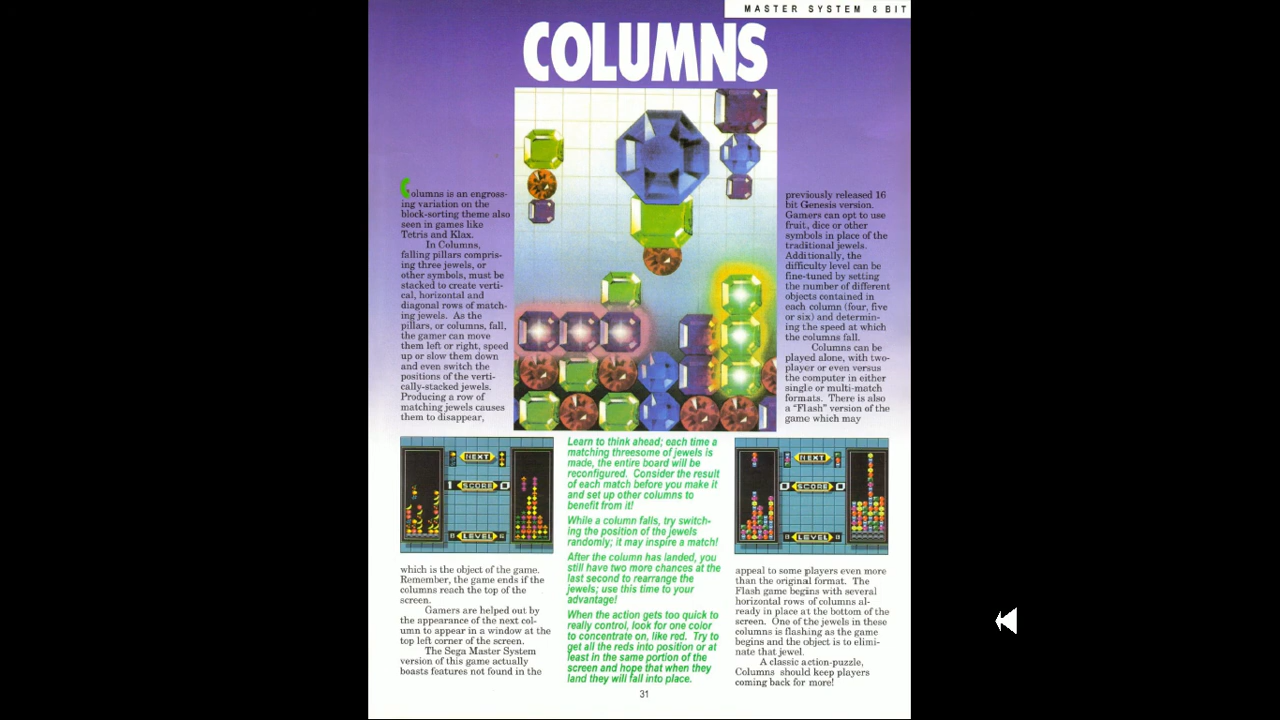 MASTER SYSTEM 8 BIT
COLUMNS
Columns is an engross-
ing variation on the
block-sorting theme also
seen in games like
Tetris and Klax.
In Columns,
falling pillars compris-
ing three jewels, or
other symbols, must be
stacked to create verti-
cal, horizontal and
diagonal rows of match-
ing jewels. As the
pillars, or columns, fall,
the gamer can move
them left or right, speed
up or slow them down
and even switch the
positions of the verti-
cally-stacked jewels.
Producing a row of
matching jewels causes
them to disappear,
NEXT
1 SCORE 0
8 LEVEL 6
which is the object of the game.
Remember, the game ends if the
columns reach the top of the
screen.
Gamers are helped out by
the appearance of the next col-
umn to appear in a window at the
top left corner of the screen.
The Sega Master System
version of this game actually
boasts features not found in the
Learn to think ahead; each time a
matching threesome of jewels is
made, the entire board will be
reconfigured. Consider the result
of each match before you make it
and set up other columns to
benefit from it!
While a column falls, try switch-
ing the position of the jewels
randomly; it may inspire a match!
After the column has landed, you
still have two more chances at the
last second to rearrange the
jewels; use this time to your
advantage!
When the action gets too quick to
really control, look for one color
to concentrate on, like red. Try to
get all the reds into position or at
least in the same portion of the
screen and hope that when they
land they will fall into place.
previously released 16
bit Genesis version.
Gamers can opt to use
fruit, dice or other
symbols in place of the
traditional jewels.
Additionally, the
difficulty level can be
fine-tuned by setting
the number of different
objects contained in
each column (four, five
or six) and determin-
ing the speed at which
the columns fall.
Columns can be
played alone, with two-
player or even versus
the computer in either
single or multi-match
formats. There is also
a "Flash" version of the
game which may
NEXT
0 SCORE 0
LEVEL
appeal to some players even more
than the original format. The
Flash game begins with several
horizontal rows of columns al-
ready in place at the bottom of the
screen. One of the jewels in these
columns is flashing as the game
begins and the object is to elimi-
nate that jewel.
A classic action-puzzle,
Columns should keep players
coming back for more!
31